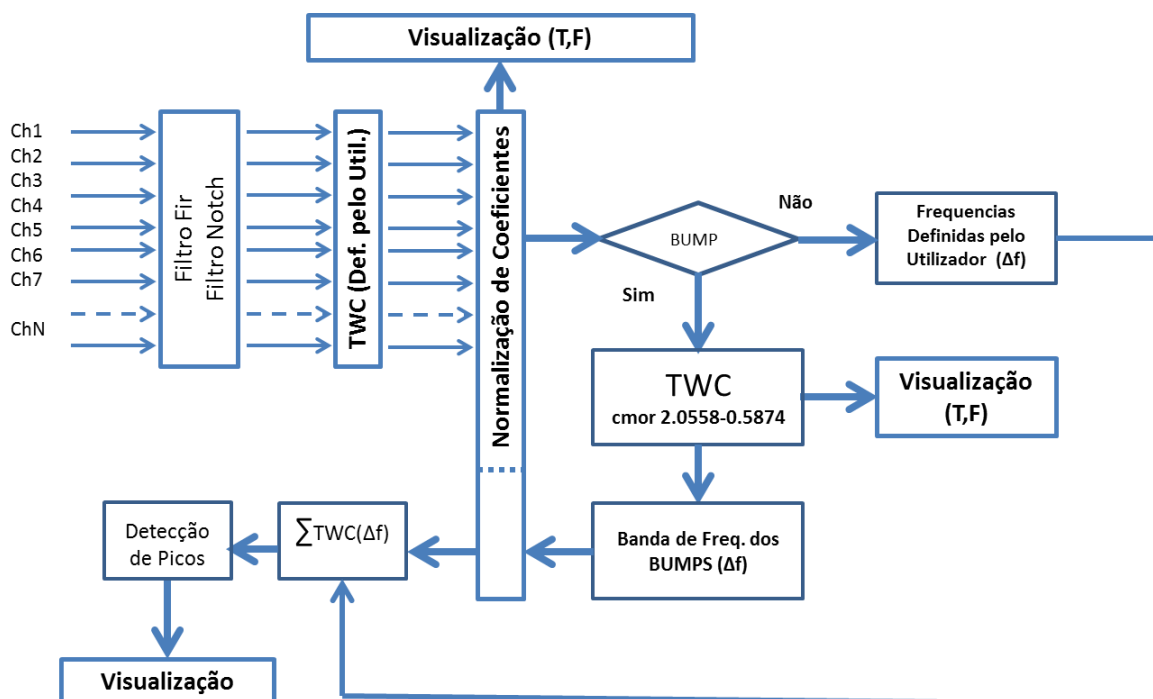 Visualização (T,F)
Ch1
Ch2
Ch3
Ch4
Ch5
Ch6
Ch7
ChN
Filtro Fir
Filtro Notch
TWC (Def. pelo Util.)
Normalização de Coeficientes
BUMP
Não
Sim
Frequencias
Definidas pelo
Utilizador (Δf)
TWC
cmor 2.0558-0.5874
Visualização
(T,F)
Banda de Freq. dos
BUMPS (Δf)
∑TWC(Δf)
Detecção
de Picos
Visualização